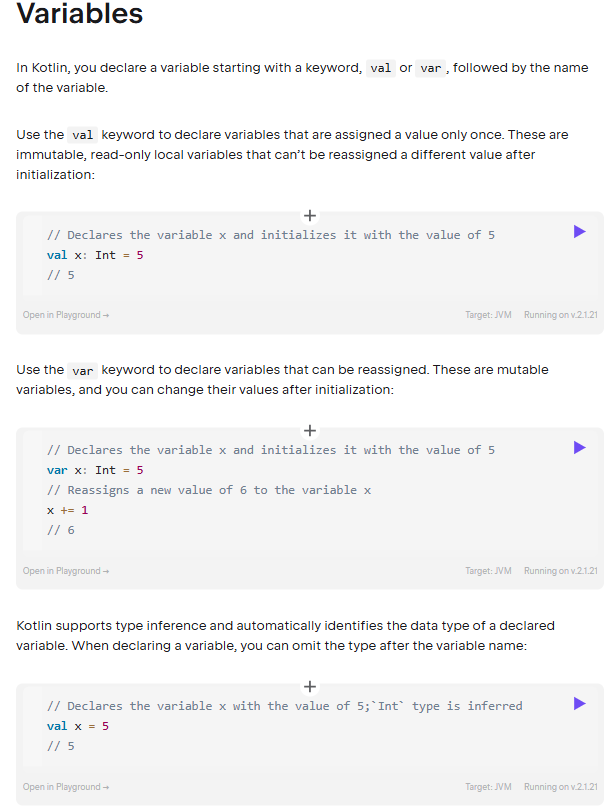 Variables
In Kotlin, you declare a variable starting with a keyword, val or var , followed by the name
of the variable.
Use the val keyword to declare variables that are assigned a value only once. These are
immutable, read-only local variables that can’t be reassigned a different value after
initialization:
// Declares the variable x and initializes it with the value of 5
val x: Int = 5
// 5
Open in Playground → Target: JVM Running on v.2.1.21
Use the var keyword to declare variables that can be reassigned. These are mutable
variables, and you can change their values after initialization:
// Declares the variable x and initializes it with the value of 5
var x: Int = 5
// Reassigns a new value of 6 to the variable x
x += 1
// 6
Open in Playground → Target: JVM Running on v.2.1.21
Kotlin supports type inference and automatically identifies the data type of a declared
variable. When declaring a variable, you can omit the type after the variable name:
// Declares the variable x with the value of 5;`Int` type is inferred
val x = 5
// 5
Open in Playground → Target: JVM Running on v.2.1.21